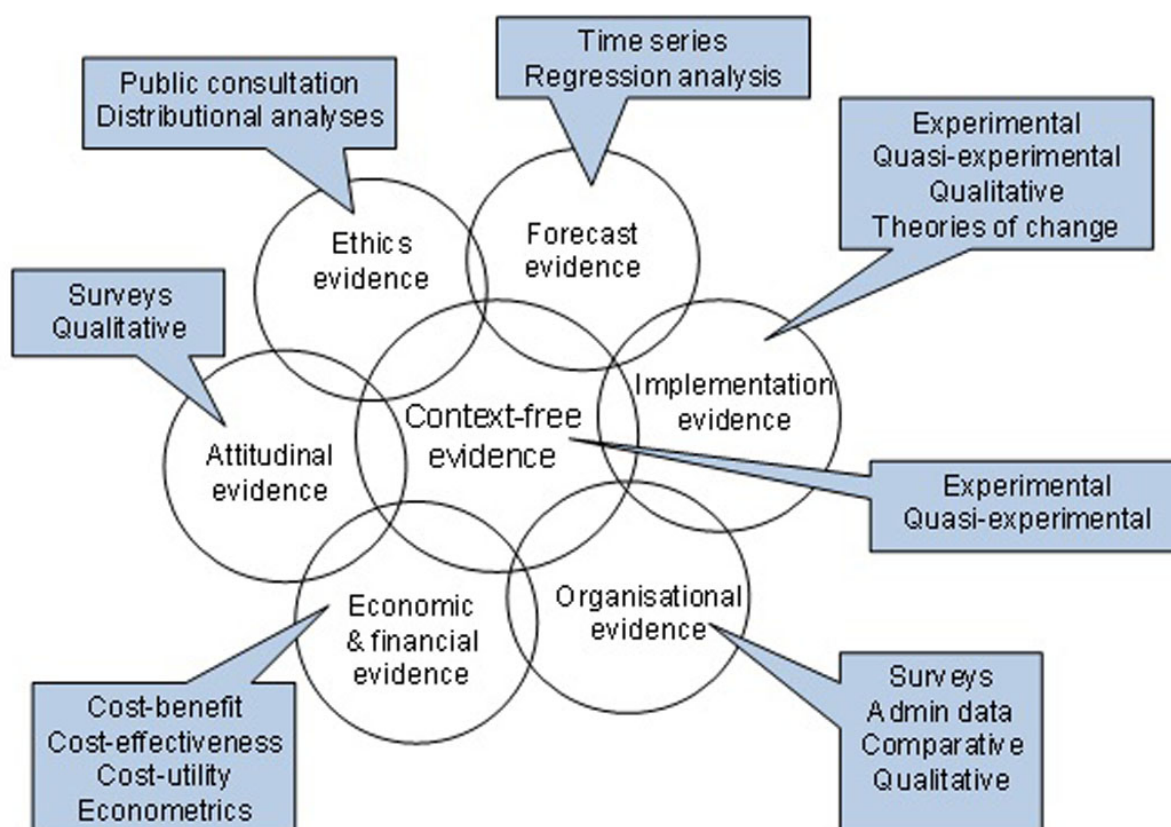 Time series
Regression analysis
Public consultation
Distributional analyses
Experimental
Quasi-experimental
Qualitative
Theories of change
Ethics
evidence
Forecast
evidence
Surveys
Qualitative
Implementation
evidence
Context-free
evidence
Attitudinal
evidence
Experimental
Quasi-experimental
Economic
& financial
evidence
Organisational
evidence
Cost-benefit
Cost-effectiveness
Cost-utility
Econometrics
Surveys
Admin data
Comparative
Qualitative